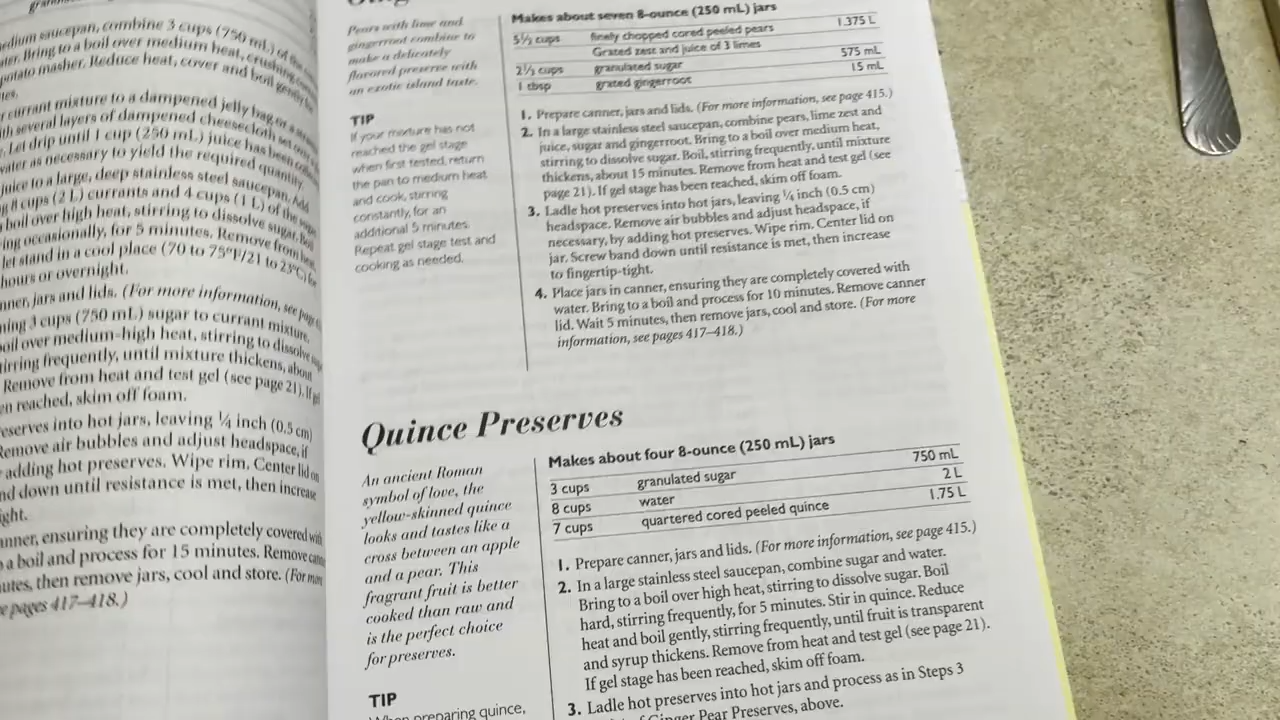 edium saucepan, combine 3 cups (750 mL) of the
ater. Bring to a boil over medium heat, crushing
potato masher. Reduce heat, cover and boil gently
tes.
currant mixture to a dampened jelly bag or a
ith several layers of dampened cheesecloth set
. Let drip until 1 cup (250 mL) juice has been
water as necessary to yield the required quantity.
juice to a large, deep stainless steel saucepan. Add
g 8 cups (2 L) currants and 4 cups (1 L) of the
boil over high heat, stirring to dissolve sugar. Boil
ing occasionally, for 5 minutes. Remove from heat,
let stand in a cool place (70 to 75°F/21 to 23°C) for
hours or overnight.
nner, jars and lids. (For more information, see page
ning 3 cups (750 mL) sugar to currant mixture.
oil over medium-high heat, stirring to dissolve
irring frequently, until mixture thickens, about
Remove from heat and test gel (see page 21). If gel
en reached, skim off foam.
eserves into hot jars, leaving ¼ inch (0.5 cm)
Remove air bubbles and adjust headspace, if
adding hot preserves. Wipe rim. Center lid on
nd down until resistance is met, then increase
ight.
anner, ensuring they are completely covered with
a boil and process for 15 minutes. Remove
utes, then remove jars, cool and store. (For more
e pages 417–418.)
Pears with lime and
gingerroot combine to
make a delicately
flavored preserve with
an exotic island taste.
TIP
If your mixture has not
reached the gel stage
when first tested, return
the pan to medium heat
and cook, stirring
constantly, for an
additional 5 minutes.
Repeat gel stage test and
cooking as needed.
Makes about seven 8-ounce (250 mL) jars
5½ cups finely chopped cored peeled pears 1.375 L
Grated zest and juice of 3 limes
2⅓ cups granulated sugar 575 mL
1 tbsp grated gingerroot 15 mL
1. Prepare canner, jars and lids. (For more information, see page 415.)
2. In a large stainless steel saucepan, combine pears, lime zest and
juice, sugar and gingerroot. Bring to a boil over medium heat,
stirring to dissolve sugar. Boil, stirring frequently, until mixture
thickens, about 15 minutes. Remove from heat and test gel (see
page 21). If gel stage has been reached, skim off foam.
3. Ladle hot preserves into hot jars, leaving ¼ inch (0.5 cm)
headspace. Remove air bubbles and adjust headspace, if
necessary, by adding hot preserves. Wipe rim. Center lid on
jar. Screw band down until resistance is met, then increase
to fingertip-tight.
4. Place jars in canner, ensuring they are completely covered with
water. Bring to a boil and process for 10 minutes. Remove canner
lid. Wait 5 minutes, then remove jars, cool and store. (For more
information, see pages 417–418.)
Quince Preserves
An ancient Roman
symbol of love, the
yellow-skinned quince
looks and tastes like a
cross between an apple
and a pear. This
fragrant fruit is better
cooked than raw and
is the perfect choice
for preserves.
TIP
When preparing quince,
Makes about four 8-ounce (250 mL) jars
3 cups granulated sugar 750 mL
8 cups water 2 L
7 cups quartered cored peeled quince 1.75 L
1. Prepare canner, jars and lids. (For more information, see page 415.)
2. In a large stainless steel saucepan, combine sugar and water.
Bring to a boil over high heat, stirring to dissolve sugar. Boil
hard, stirring frequently, for 5 minutes. Stir in quince. Reduce
heat and boil gently, stirring frequently, until fruit is transparent
and syrup thickens. Remove from heat and test gel (see page 21).
If gel stage has been reached, skim off foam.
3. Ladle hot preserves into hot jars and process as in Steps 3
of Ginger Pear Preserves, above.